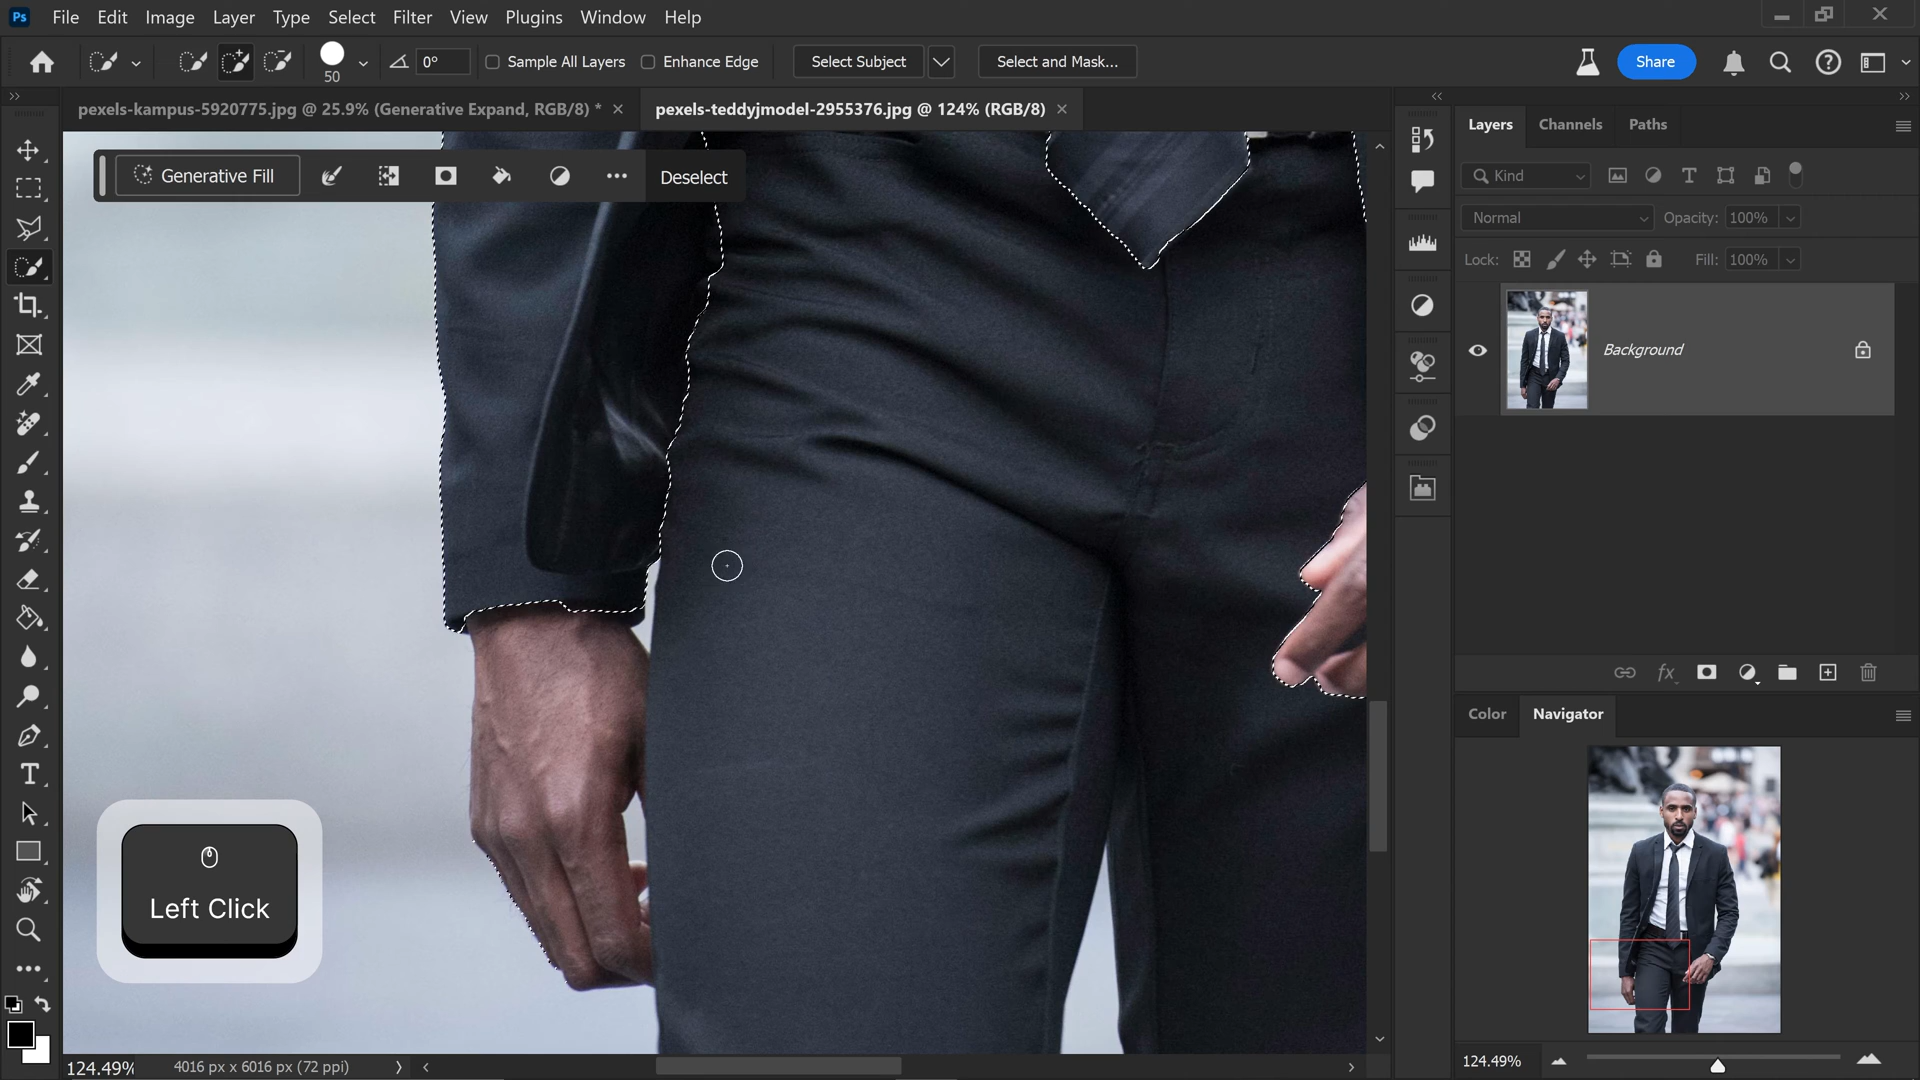 Ps File Edit Image Layer Type Select Filter View Plugins Window Help
50 0° Sample All Layers Enhance Edge Select Subject Select and Mask... Share
pexels-kampus-5920775.jpg @ 25.9% (Generative Expand, RGB/8) * pexels-teddyjmodel-2955376.jpg @ 124% (RGB/8)
Generative Fill Deselect
Layers Channels Paths
Kind
Normal Opacity: 100%
Lock: Fill: 100%
Background
fx
Color Navigator
Left Click
124.49% 4016 px x 6016 px (72 ppi)
124.49%